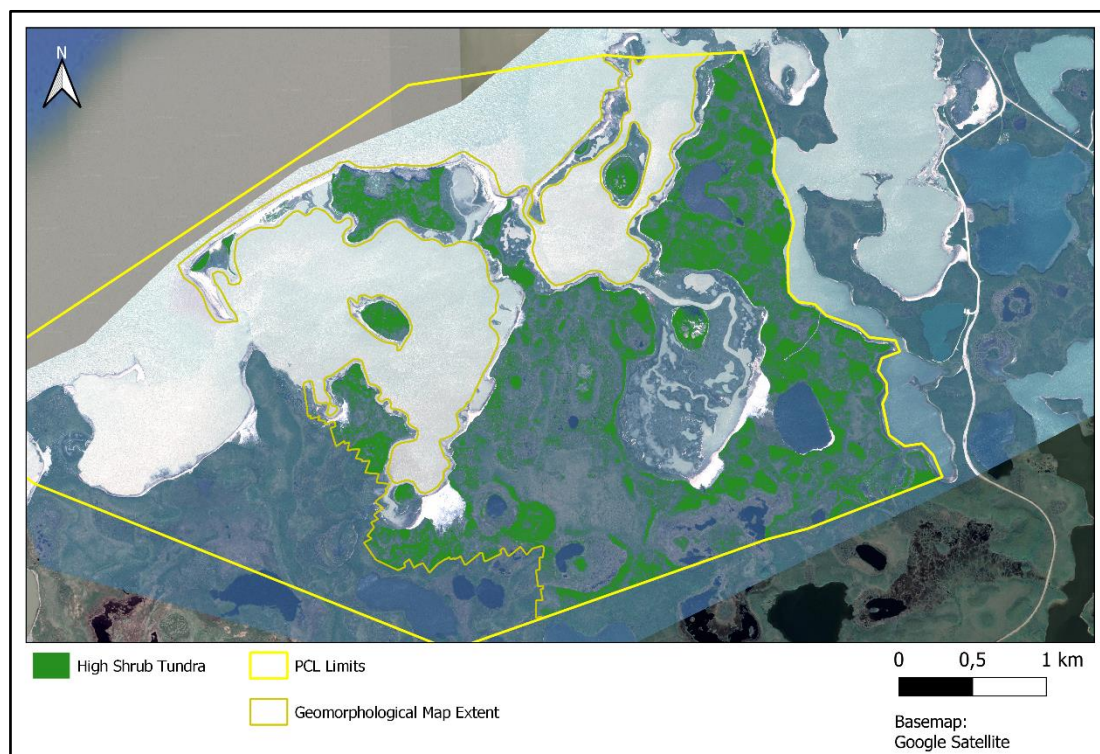 N
High Shrub Tundra
PCL Limits
Geomorphological Map Extent
0 0,5 1 km
Basemap:
Google Satellite